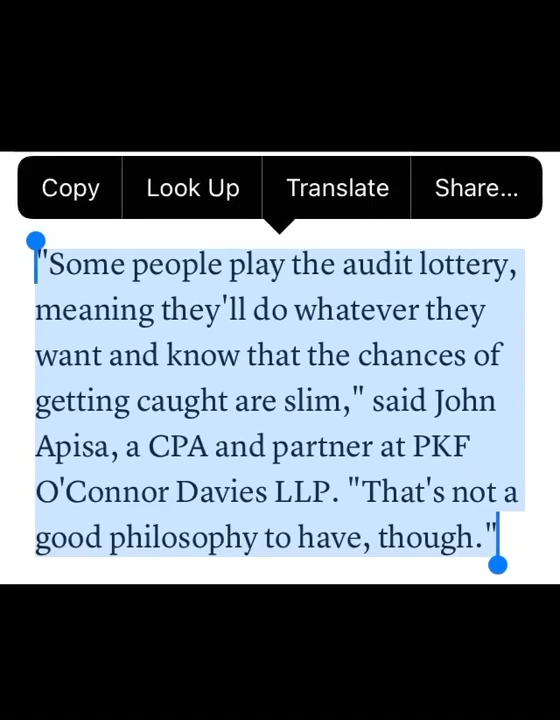 Copy Look Up Translate Share...
"Some people play the audit lottery,
meaning they'll do whatever they
want and know that the chances of
getting caught are slim," said John
Apisa, a CPA and partner at PKF
O'Connor Davies LLP. "That's not a
good philosophy to have, though."